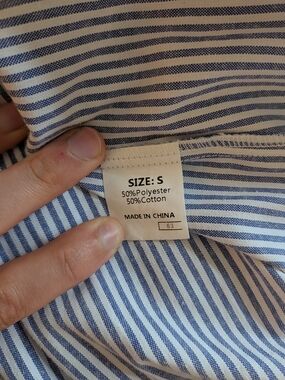 SIZE: S
50%Polyester
50%Cotton
MADE IN CHINA